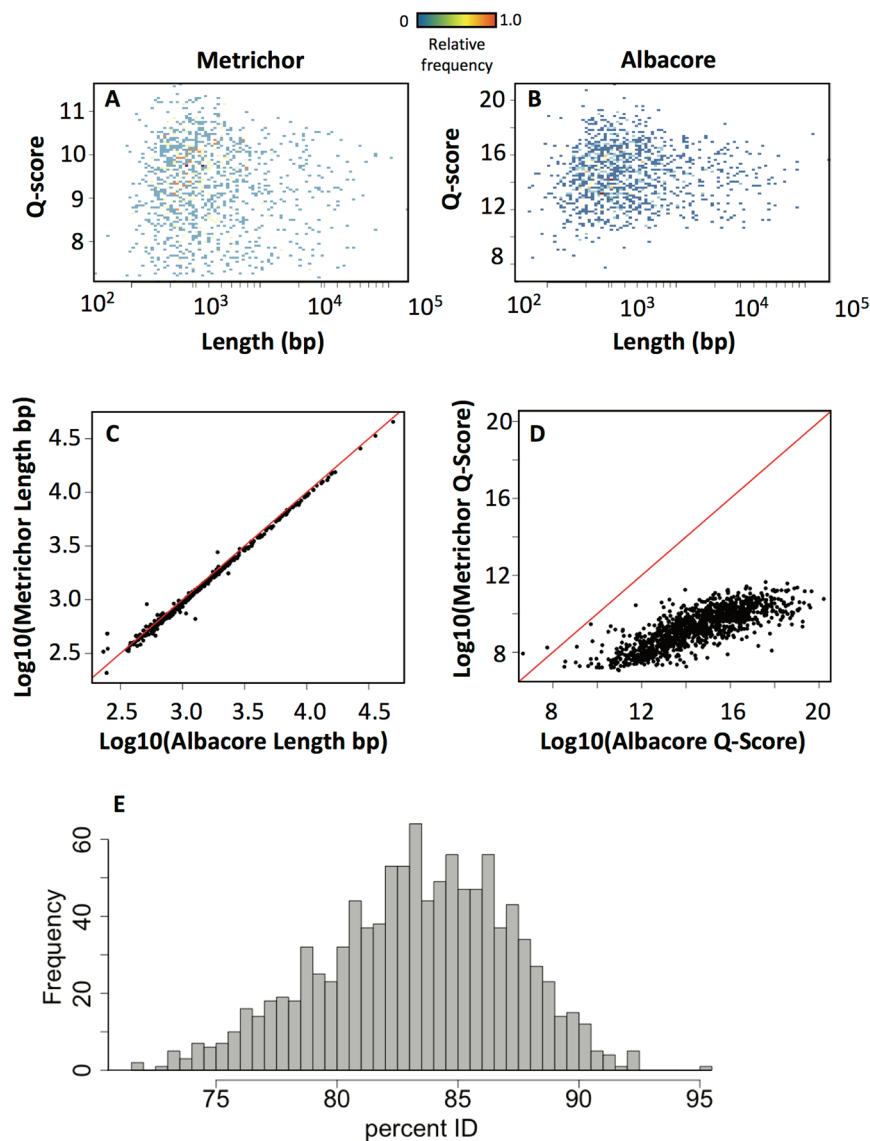 0 1.0
Relative
frequency
Metrichor
Albacore
A
Q-score
11
10
9
8
10² 10³ 10⁴ 10⁵
Length (bp)
B
Q-score
20
16
12
8
10² 10³ 10⁴ 10⁵
Length (bp)
C
Log10(Metrichor Length bp)
4.5
4.0
3.5
3.0
2.5
2.5 3.0 3.5 4.0 4.5
Log10(Albacore Length bp)
D
Log10(Metrichor Q-Score)
20
16
12
8
8 12 16 20
Log10(Albacore Q-Score)
E
Frequency
60
40
20
0
75 80 85 90 95
percent ID